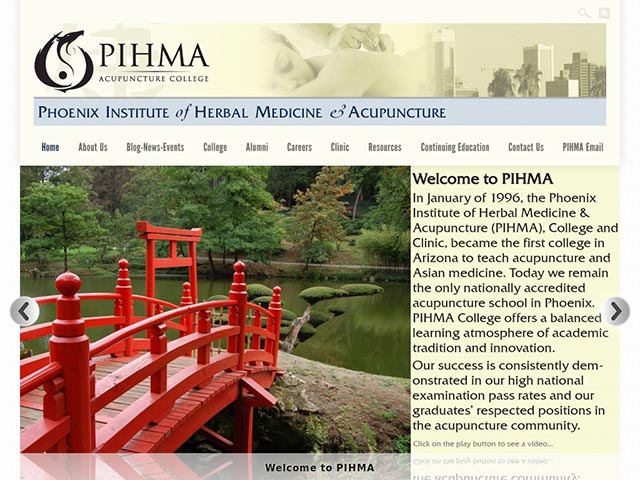 PIHMA
ACUPUNCTURE COLLEGE
PHOENIX INSTITUTE of HERBAL MEDICINE & ACUPUNCTURE
Home About Us Blog-News-Events College Alumni Careers Clinic Resources Continuing Education Contact Us PIHMA Email
Welcome to PIHMA
In January of 1996, the Phoenix
Institute of Herbal Medicine &
Acupuncture (PIHMA), College and
Clinic, became the first college in
Arizona to teach acupuncture and
Asian medicine. Today we remain
the only nationally accredited
acupuncture school in Phoenix.
PIHMA College offers a balanced
learning atmosphere of academic
tradition and innovation.
Our success is consistently dem-
onstrated in our high national
examination pass rates and our
graduates' respected positions in
the acupuncture community.
Click on the play button to see a video...
Welcome to PIHMA